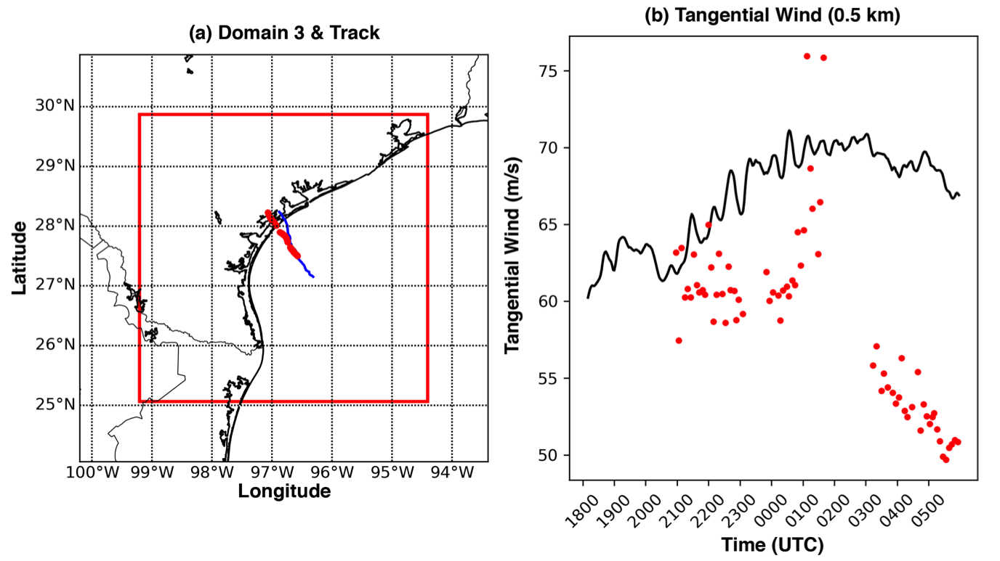 (a) Domain 3 & Track
Latitude
30°N
29°N
28°N
27°N
26°N
25°N
100°W 99°W 98°W 97°W 96°W 95°W 94°W
Longitude
(b) Tangential Wind (0.5 km)
Tangential Wind (m/s)
75
70
65
60
55
50
1800 1900 2000 2100 2200 2300 0000 0100 0200 0300 0400 0500
Time (UTC)